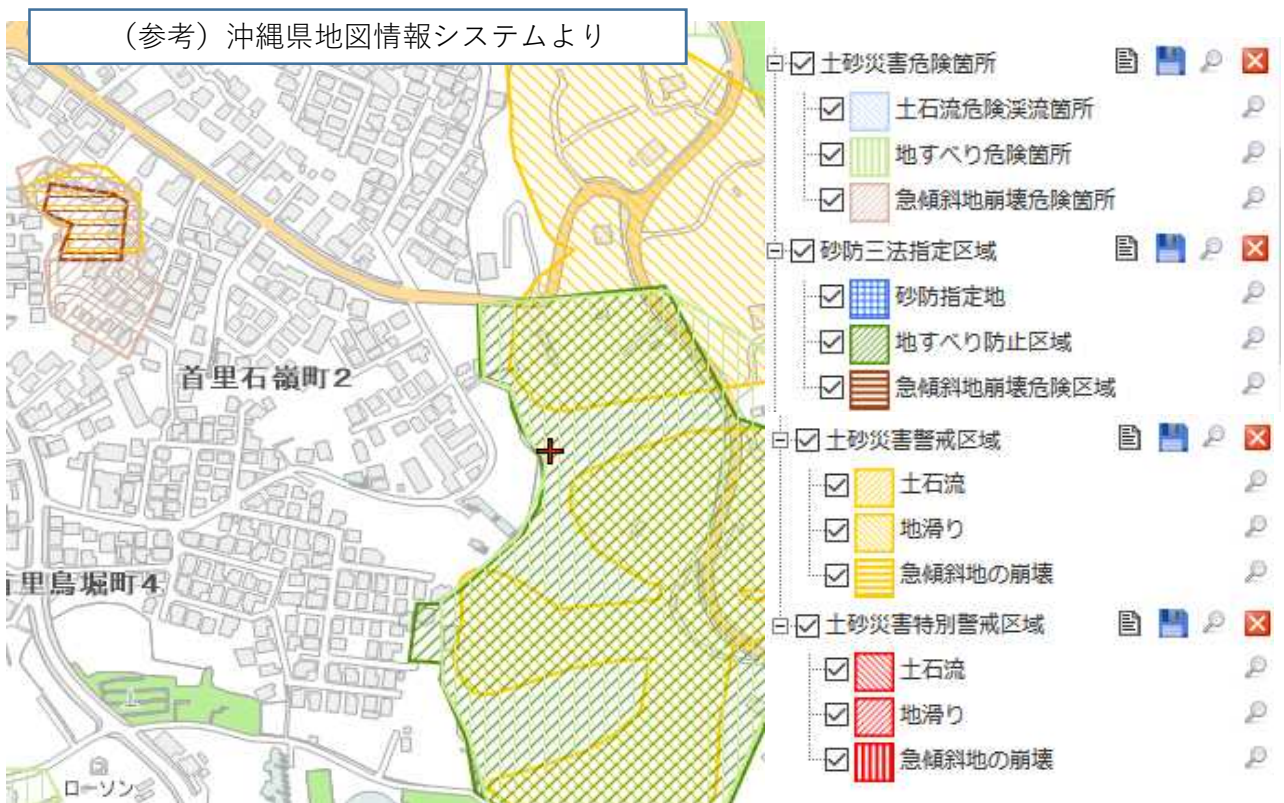 (参考)沖縄県地図情報システムより
首里石嶺町2
里鳥堀町4
ローソン
土砂災害危険箇所
土石流危険渓流箇所
地すべり危険箇所
急傾斜地崩壊危険箇所
砂防三法指定区域
砂防指定地
地すべり防止区域
急傾斜地崩壊危険区域
土砂災害警戒区域
土石流
地滑り
急傾斜地の崩壊
土砂災害特別警戒区域
土石流
地滑り
急傾斜地の崩壊